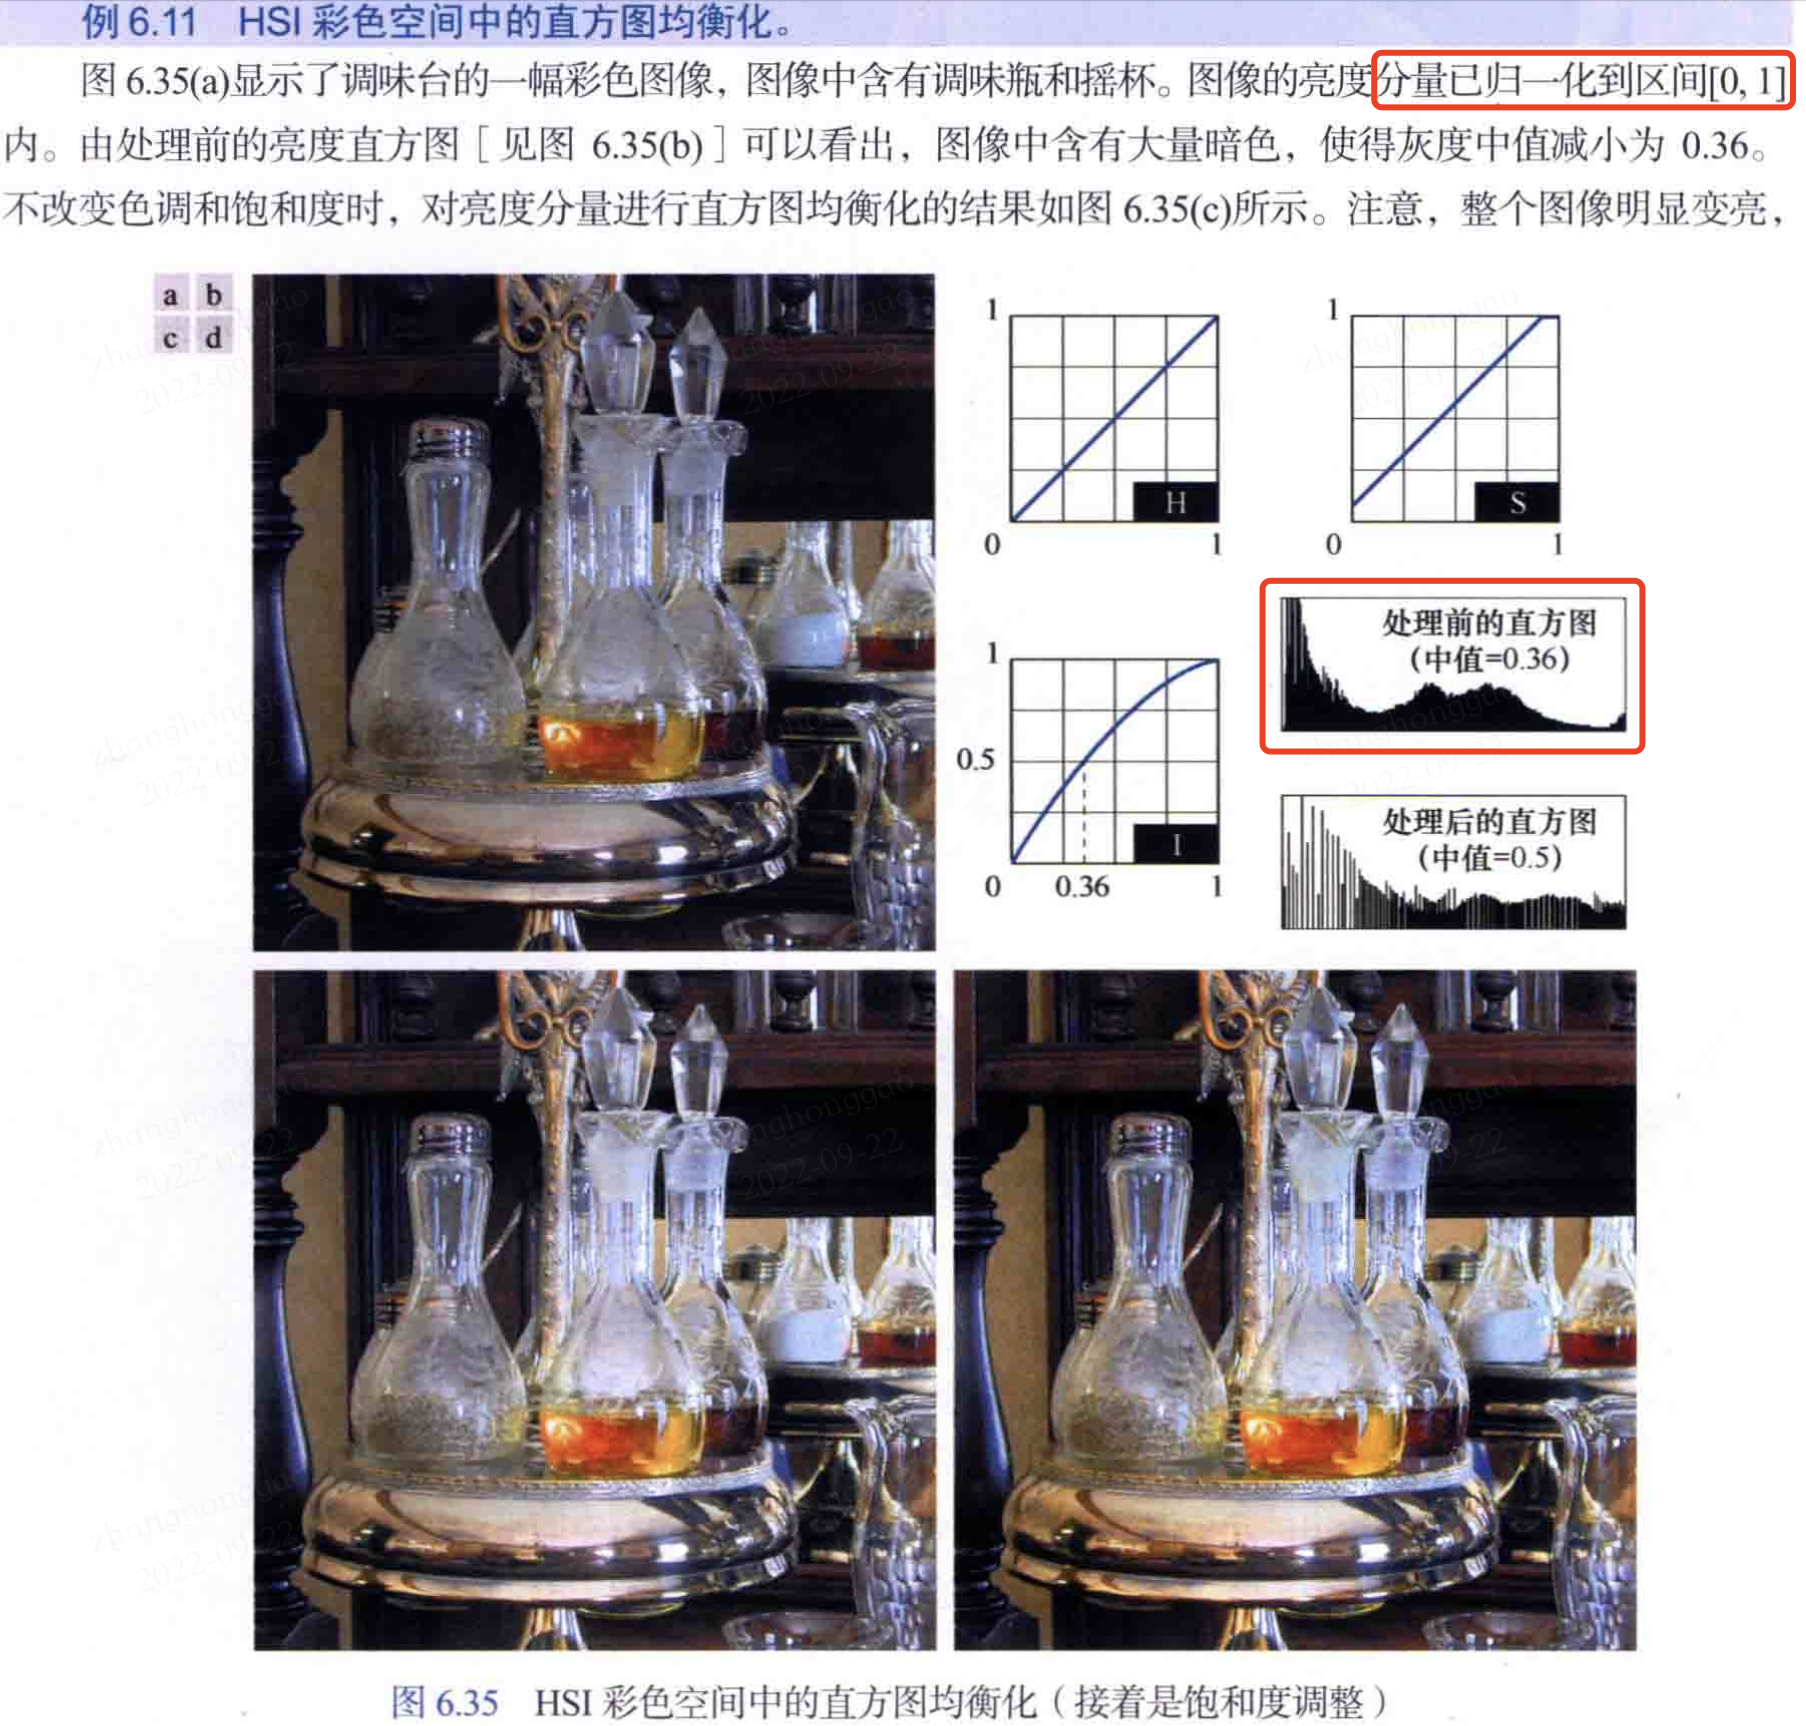 例 6.11 HSI 彩色空间中的直方图均衡化。
图 6.35(a)显示了调味台的一幅彩色图像，图像中含有调味瓶和摇杯。图像的亮度分量已归一化到区间[0, 1]
内。由处理前的亮度直方图［见图 6.35(b)］可以看出，图像中含有大量暗色，使得灰度中值减小为 0.36。
不改变色调和饱和度时，对亮度分量进行直方图均衡化的结果如图 6.35(c)所示。注意，整个图像明显变亮，
a b
c d
1
H
0 1
1
S
0 1
1
0.5
I
0 0.36 1
处理前的直方图
(中值=0.36)
处理后的直方图
(中值=0.5)
zhanghonggao
2022-09-22
图 6.35 HSI 彩色空间中的直方图均衡化（接着是饱和度调整）